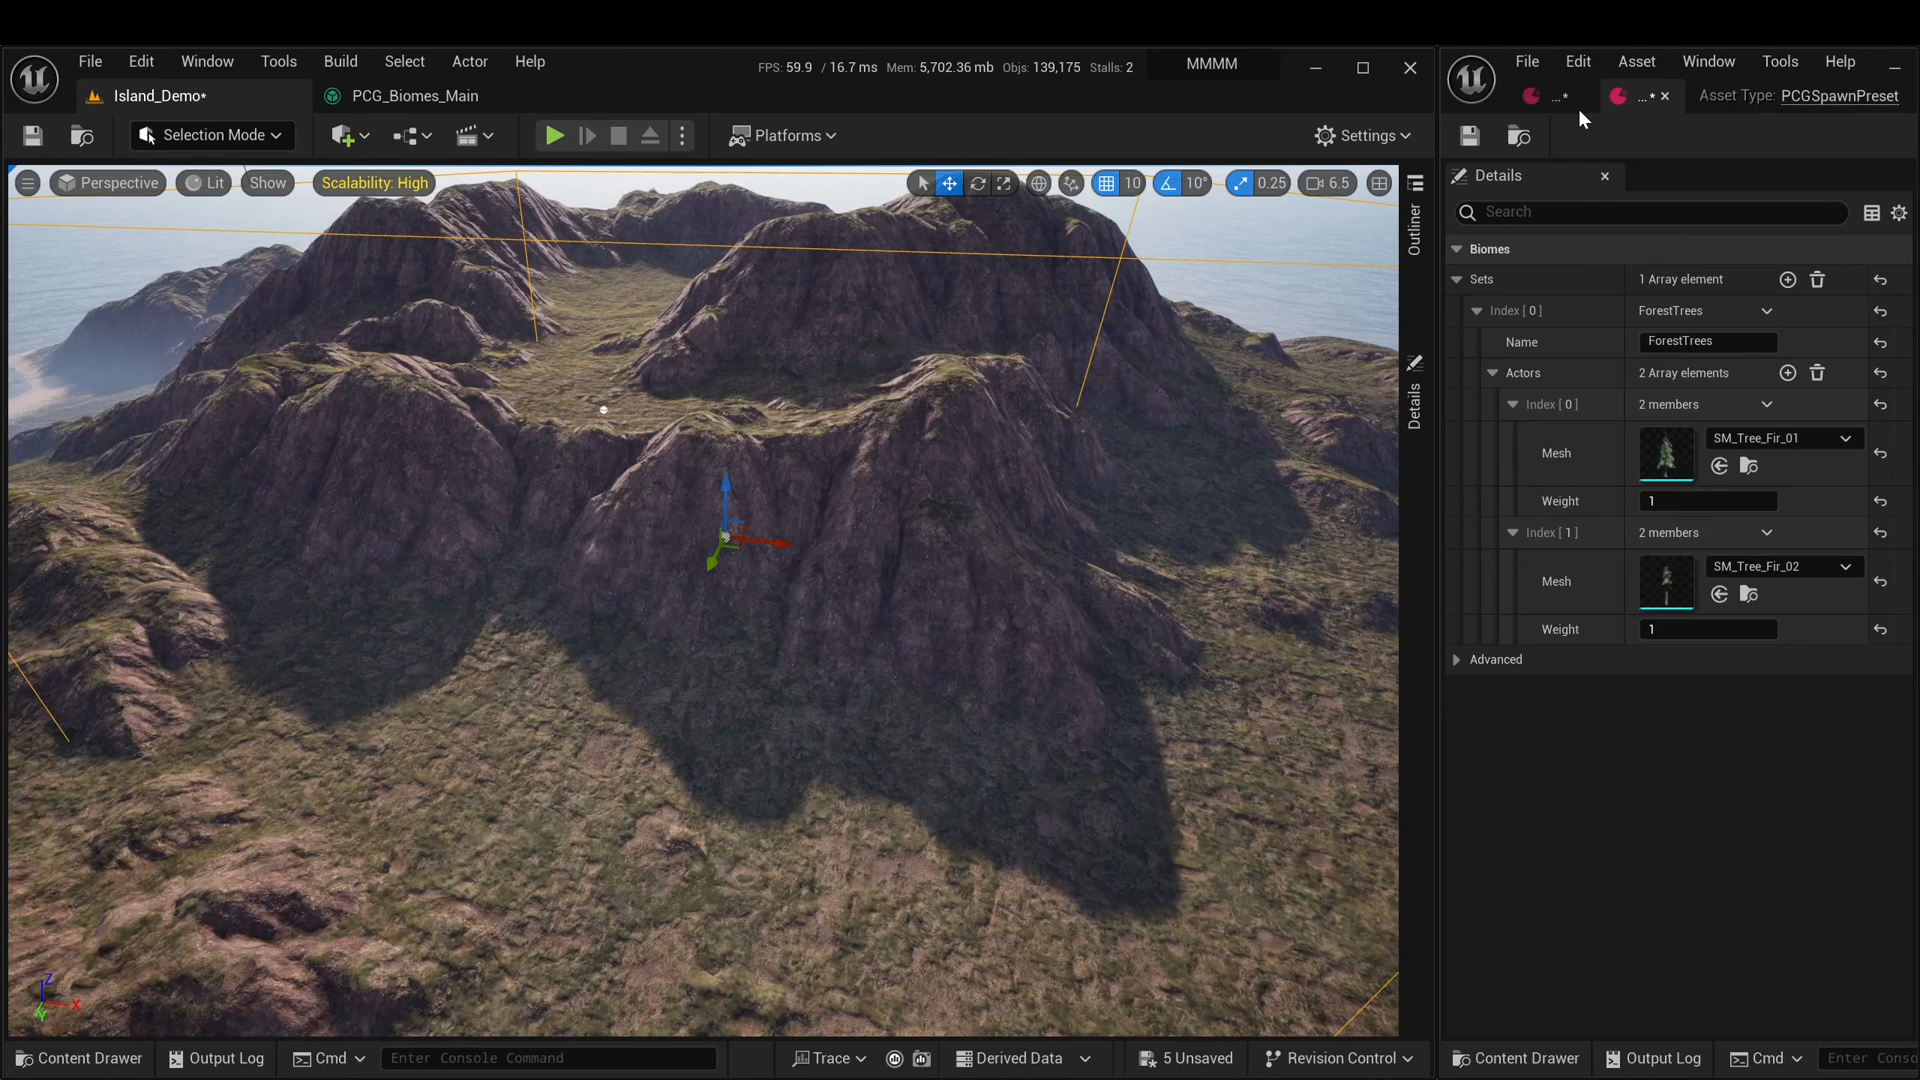 File Edit Window Tools Build Select Actor Help
FPS: 59.9 / 16.7 ms Mem: 5,702.36 mb Objs: 139,175 Stalls: 2
MMMM
Island_Demo*
PCG_Biomes_Main
Selection Mode
Platforms
Settings
Perspective
Lit
Show
Scalability: High
10
10°
0.25
6.5
Outliner
Details
Z
X
Y
Content Drawer
Output Log
Cmd
Enter Console Command
Trace
Derived Data
5 Unsaved
Revision Control
File Edit Asset Window Tools Help
...*
...*
Asset Type: PCGSpawnPreset
Details
Search
Biomes
Sets 1 Array element
Index [ 0 ] ForestTrees
Name ForestTrees
Actors 2 Array elements
Index [ 0 ] 2 members
Mesh SM_Tree_Fir_01
Weight 1
Index [ 1 ] 2 members
Mesh SM_Tree_Fir_02
Weight 1
Advanced
Content Drawer
Output Log
Cmd
Enter Conso